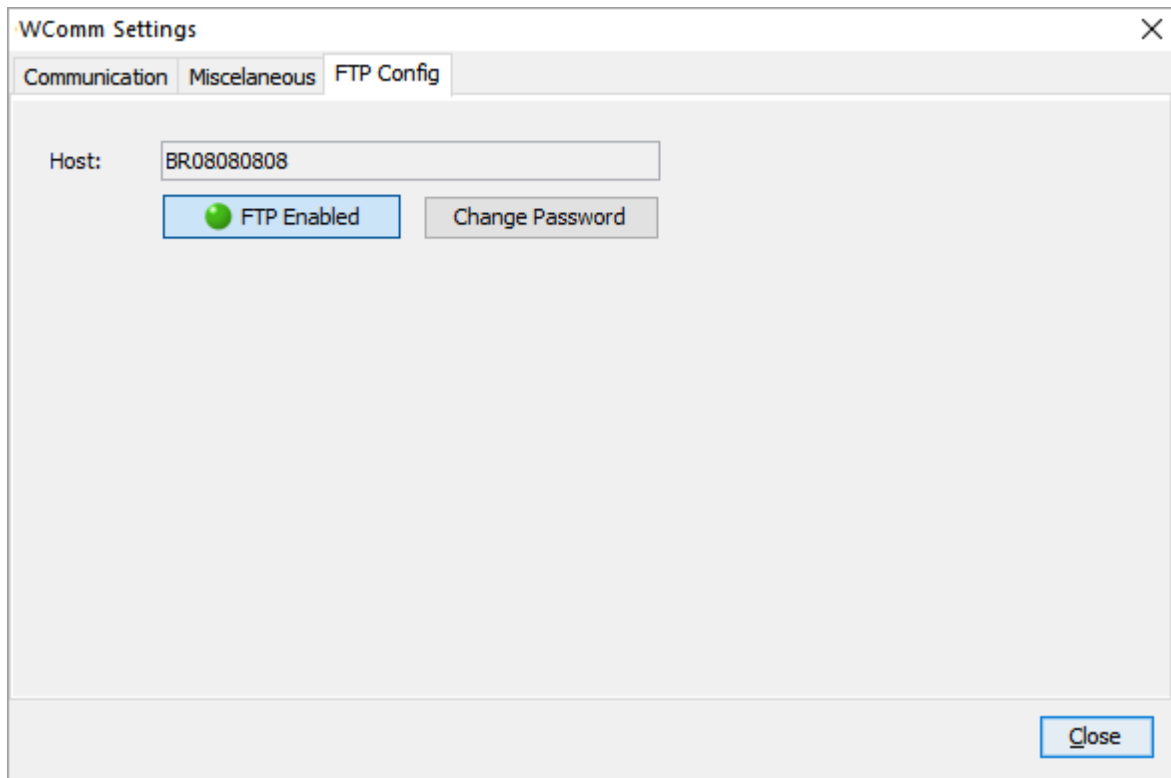 WComm Settings
Communication Miscelaneous FTP Config
Host: BR08080808
FTP Enabled Change Password
Close